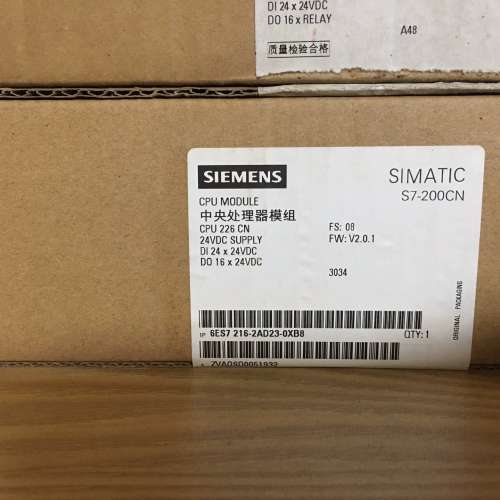 DI 24 x 24VDC
DO 16 x RELAY
A48
质量检验合格
SIEMENS
SIMATIC
S7-200CN
CPU MODULE
中央处理器模组
CPU 226 CN
24VDC SUPPLY
DI 24 x 24VDC
DO 16 x 24VDC
FS: 08
FW: V2.0.1
3034
ORIGINAL PACKAGING
1P 6ES7 216-2AD23-0XB8
QTY: 1